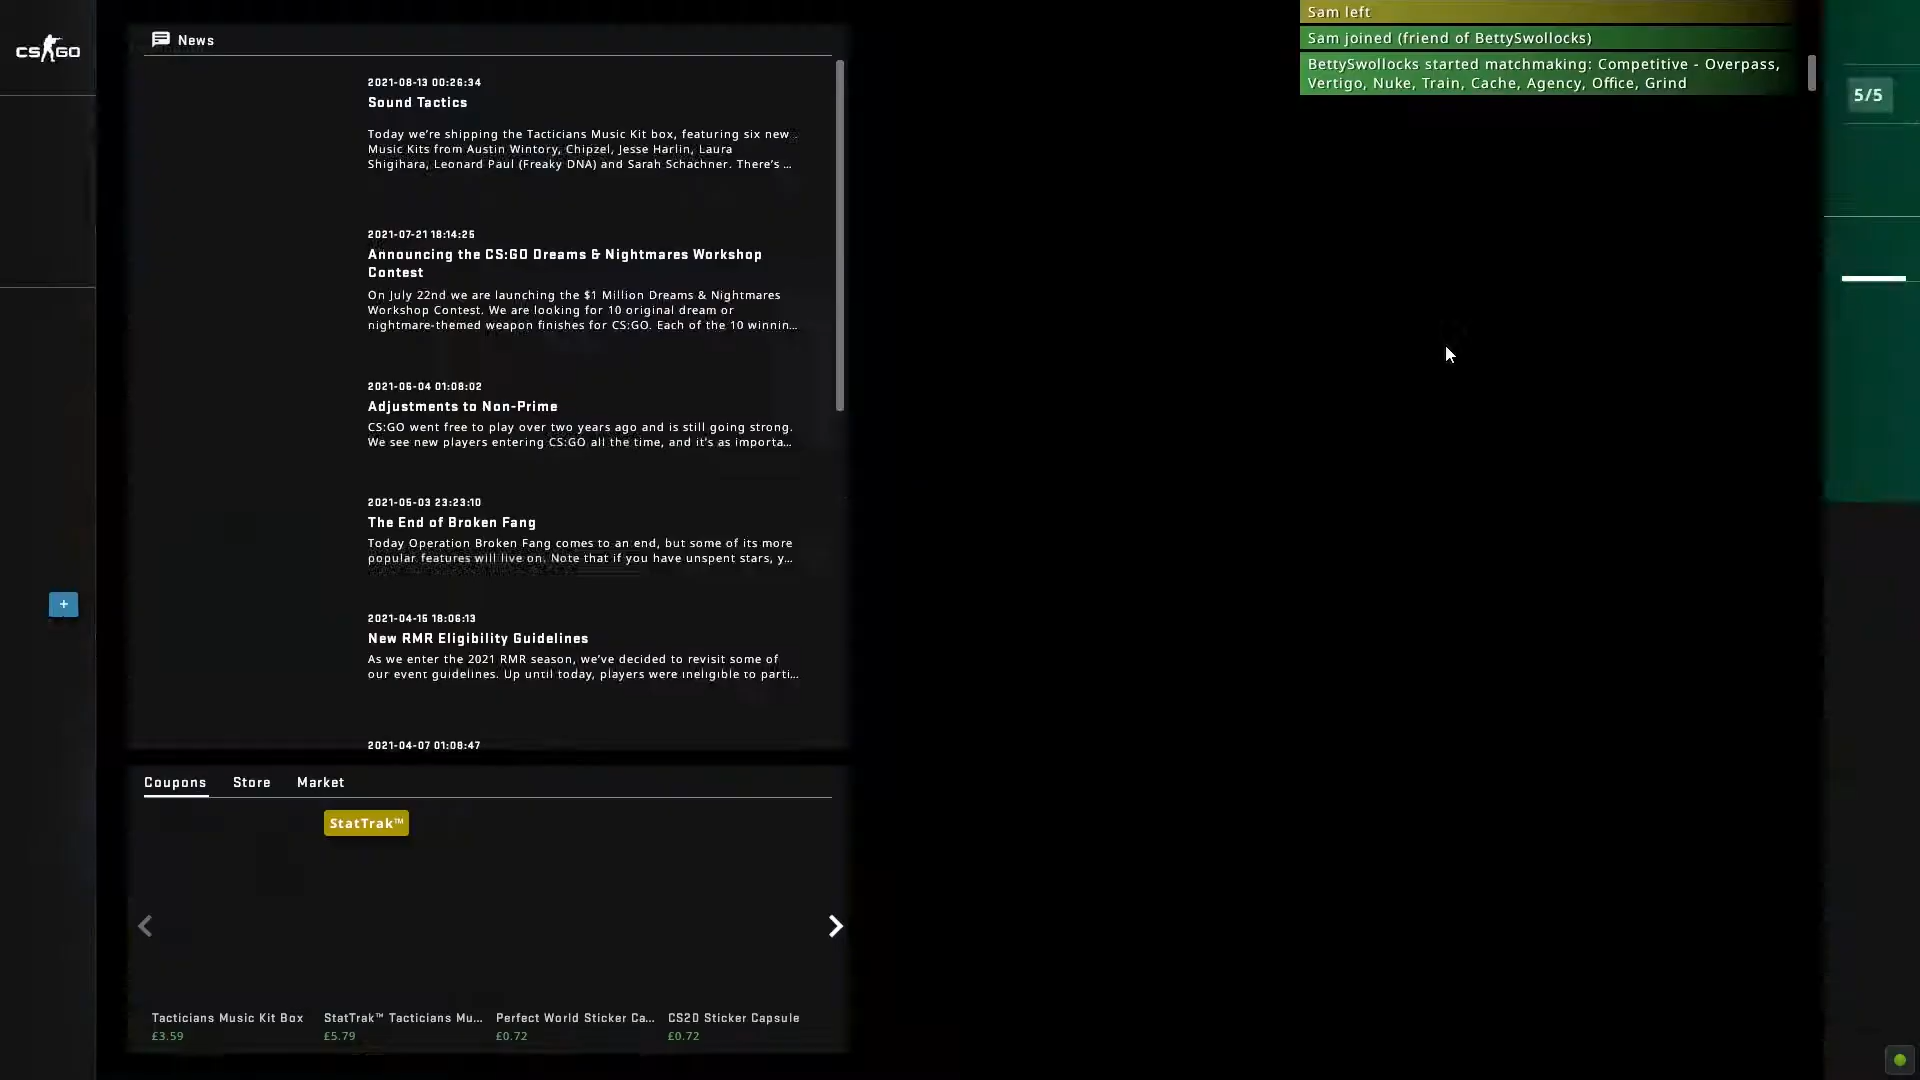 CS GO
News
2021-08-13 00:26:34
Sound Tactics
Today we're shipping the Tacticians Music Kit box, featuring six new
Music Kits from Austin Wintory, Chipzel, Jesse Harlin, Laura
Shigihara, Leonard Paul (Freaky DNA) and Sarah Schachner. There's ...
2021-07-21 18:14:25
Announcing the CS:GO Dreams & Nightmares Workshop
Contest
On July 22nd we are launching the $1 Million Dreams & Nightmares
Workshop Contest. We are looking for 10 original dream or
nightmare-themed weapon finishes for CS:GO. Each of the 10 winnin...
2021-06-04 01:08:02
Adjustments to Non-Prime
CS:GO went free to play over two years ago and is still going strong.
We see new players entering CS:GO all the time, and it's as importa...
2021-05-03 23:23:10
The End of Broken Fang
Today Operation Broken Fang comes to an end, but some of its more
popular features will live on. Note that if you have unspent stars, y...
2021-04-15 18:06:13
New RMR Eligibility Guidelines
As we enter the 2021 RMR season, we've decided to revisit some of
our event guidelines. Up until today, players were ineligible to parti...
2021-04-07 01:08:47
+
Coupons Store Market
StatTrak™
Tacticians Music Kit Box
£3.59
StatTrak™ Tacticians Mu...
£5.79
Perfect World Sticker Ca...
£0.72
CS20 Sticker Capsule
£0.72
Sam left
Sam joined (friend of BettySwollocks)
BettySwollocks started matchmaking: Competitive - Overpass,
Vertigo, Nuke, Train, Cache, Agency, Office, Grind
5/5